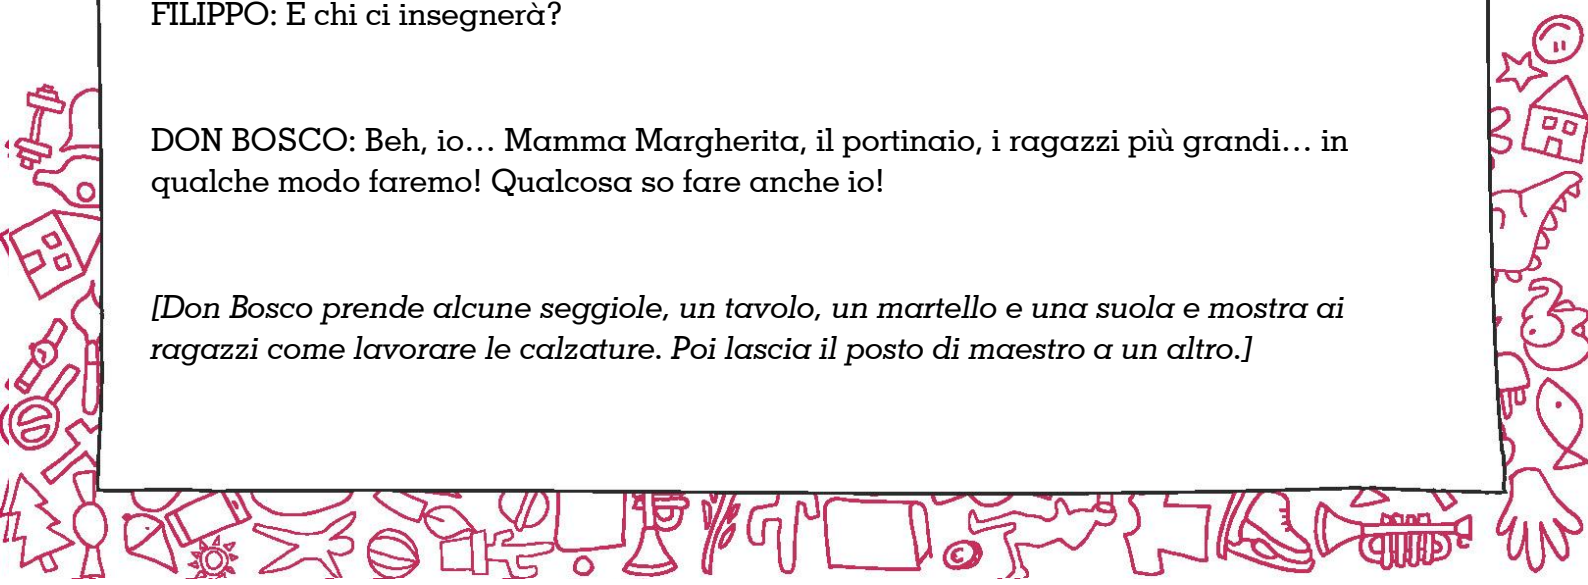 FILIPPO: E chi ci insegnerà?
DON BOSCO: Beh, io… Mamma Margherita, il portinaio, i ragazzi più grandi… in
qualche modo faremo! Qualcosa so fare anche io!
[Don Bosco prende alcune seggiole, un tavolo, un martello e una suola e mostra ai
ragazzi come lavorare le calzature. Poi lascia il posto di maestro a un altro.]